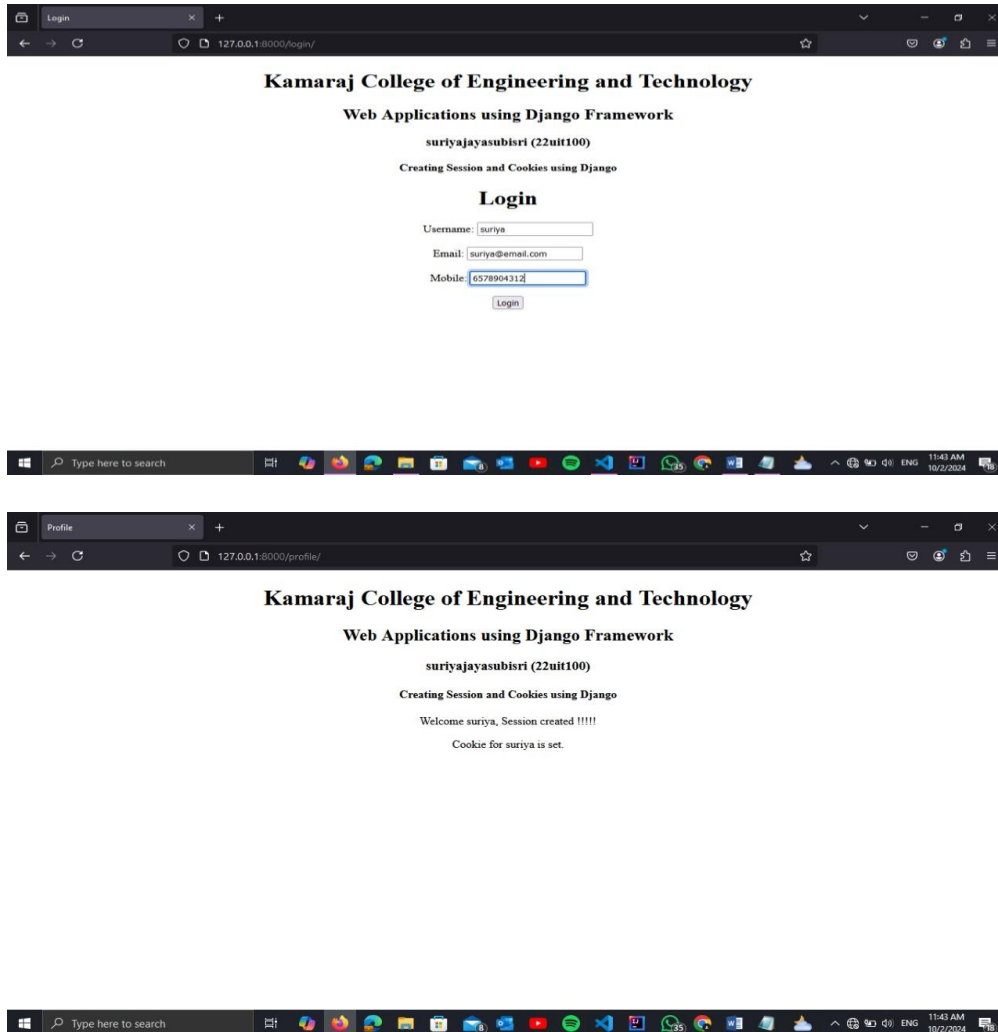 Login
127.0.0.1:8000/login/
Kamaraj College of Engineering and Technology
Web Applications using Django Framework
suriyajayasubisri (22uit100)
Creating Session and Cookies using Django
Login
Username: suriya
Email: suriya@email.com
Mobile: 6578904312
Login
Type here to search
ENG
11:43 AM
10/2/2024
Profile
127.0.0.1:8000/profile/
Kamaraj College of Engineering and Technology
Web Applications using Django Framework
suriyajayasubisri (22uit100)
Creating Session and Cookies using Django
Welcome suriya, Session created !!!!!
Cookie for suriya is set.
Type here to search
ENG
11:43 AM
10/2/2024